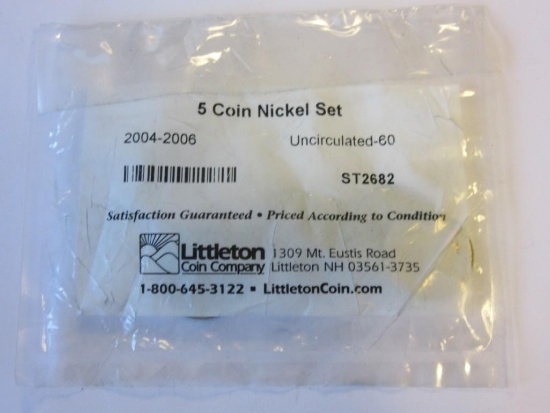 5 Coin Nickel Set
2004-2006 Uncirculated-60
ST2682
Satisfaction Guaranteed • Priced According to Condition
Littleton
Coin Company
1309 Mt. Eustis Road
Littleton NH 03561-3735
1-800-645-3122 ▪ LittletonCoin.com